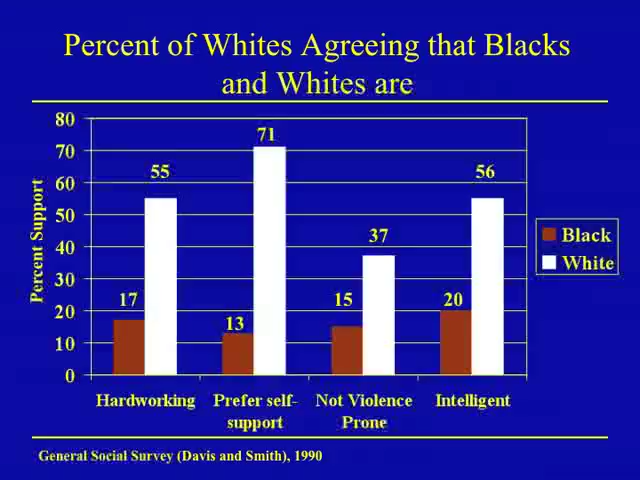 Percent of Whites Agreeing that Blacks
and Whites are
80
70
60
50
40
30
20
10
0
Percent Support
17
55
13
71
15
37
20
56
Hardworking
Prefer self-
support
Not Violence
Prone
Intelligent
Black
White
General Social Survey (Davis and Smith), 1990